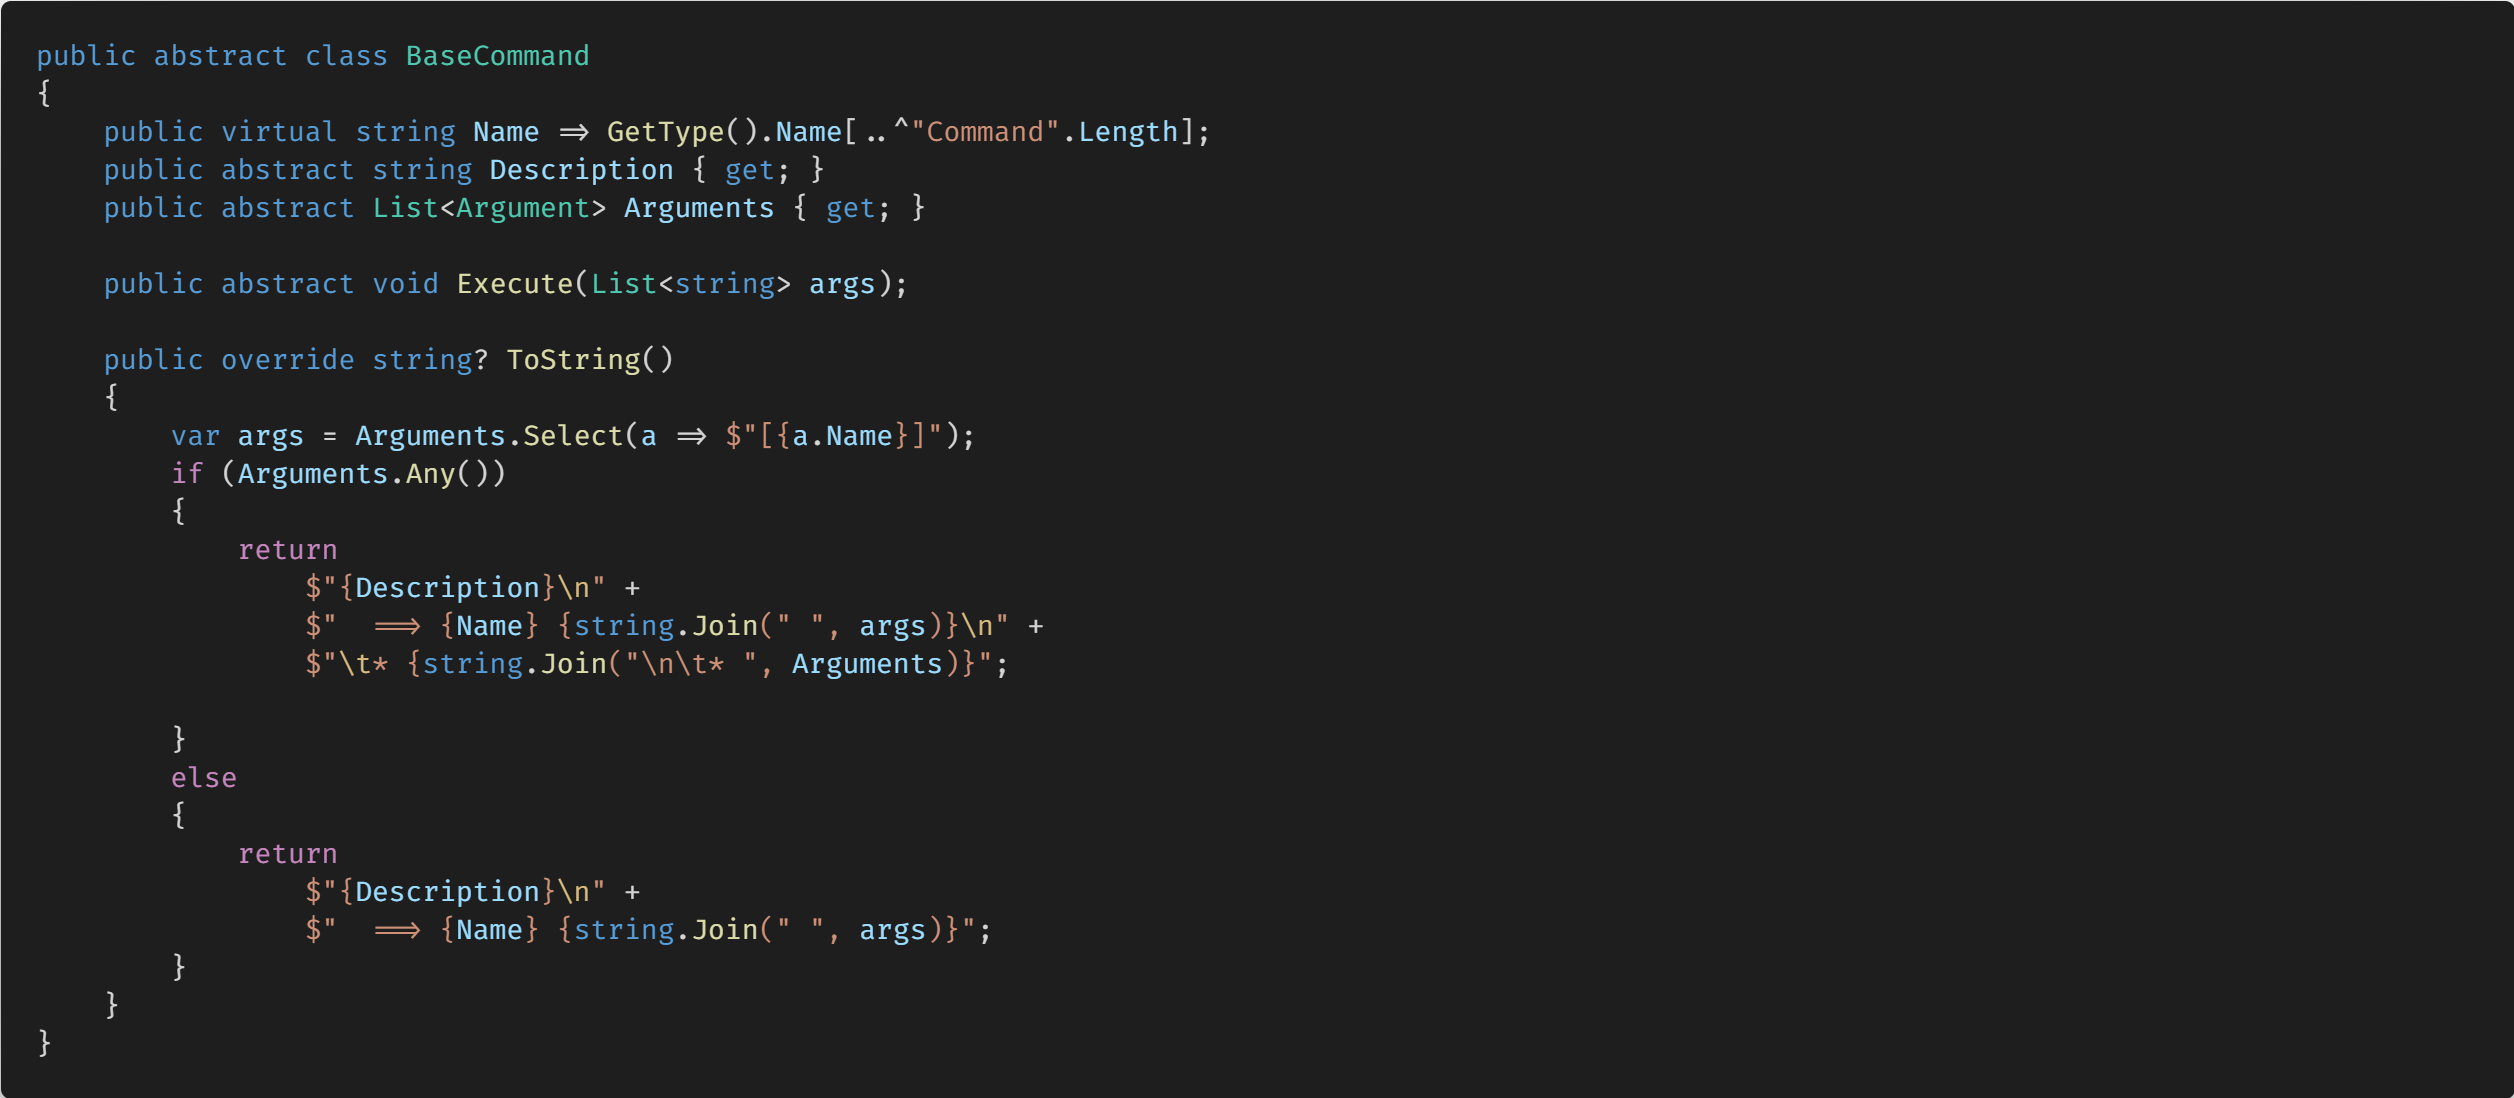 public abstract class BaseCommand
{
    public virtual string Name => GetType().Name[..^"Command".Length];
    public abstract string Description { get; }
    public abstract List<Argument> Arguments { get; }

    public abstract void Execute(List<string> args);

    public override string? ToString()
    {
        var args = Arguments.Select(a => $"[{a.Name}]");
        if (Arguments.Any())
        {
            return
                $"{Description}\n" +
                $"  ==> {Name} {string.Join(" ", args)}\n" +
                $"\t* {string.Join("\n\t* ", Arguments)}";

        }
        else
        {
            return
                $"{Description}\n" +
                $"  ==> {Name} {string.Join(" ", args)}";
        }
    }
}